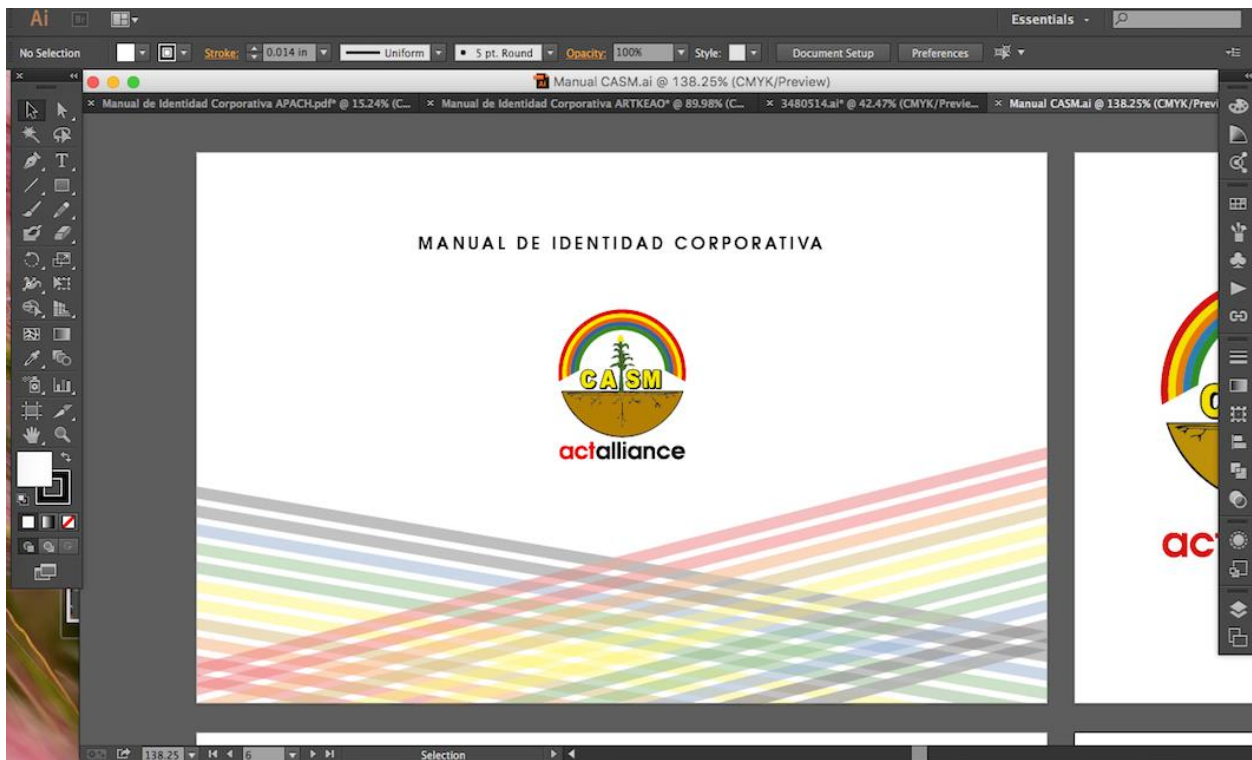 Ai Br Essentials
No Selection Stroke: 0.014 in Uniform 5 pt. Round Opacity: 100% Style: Document Setup Preferences
Manual CASM.ai @ 138.25% (CMYK/Preview)
× Manual de Identidad Corporativa APACH.pdf* @ 15.24% (C... × Manual de Identidad Corporativa ARTKEAO* @ 89.98% (C... × 3480514.ai* @ 42.47% (CMYK/Previe... × Manual CASM.ai @ 138.25% (CMYK/Previ
MANUAL DE IDENTIDAD CORPORATIVA
CASM
actalliance
C
act
138.25 6 Selection